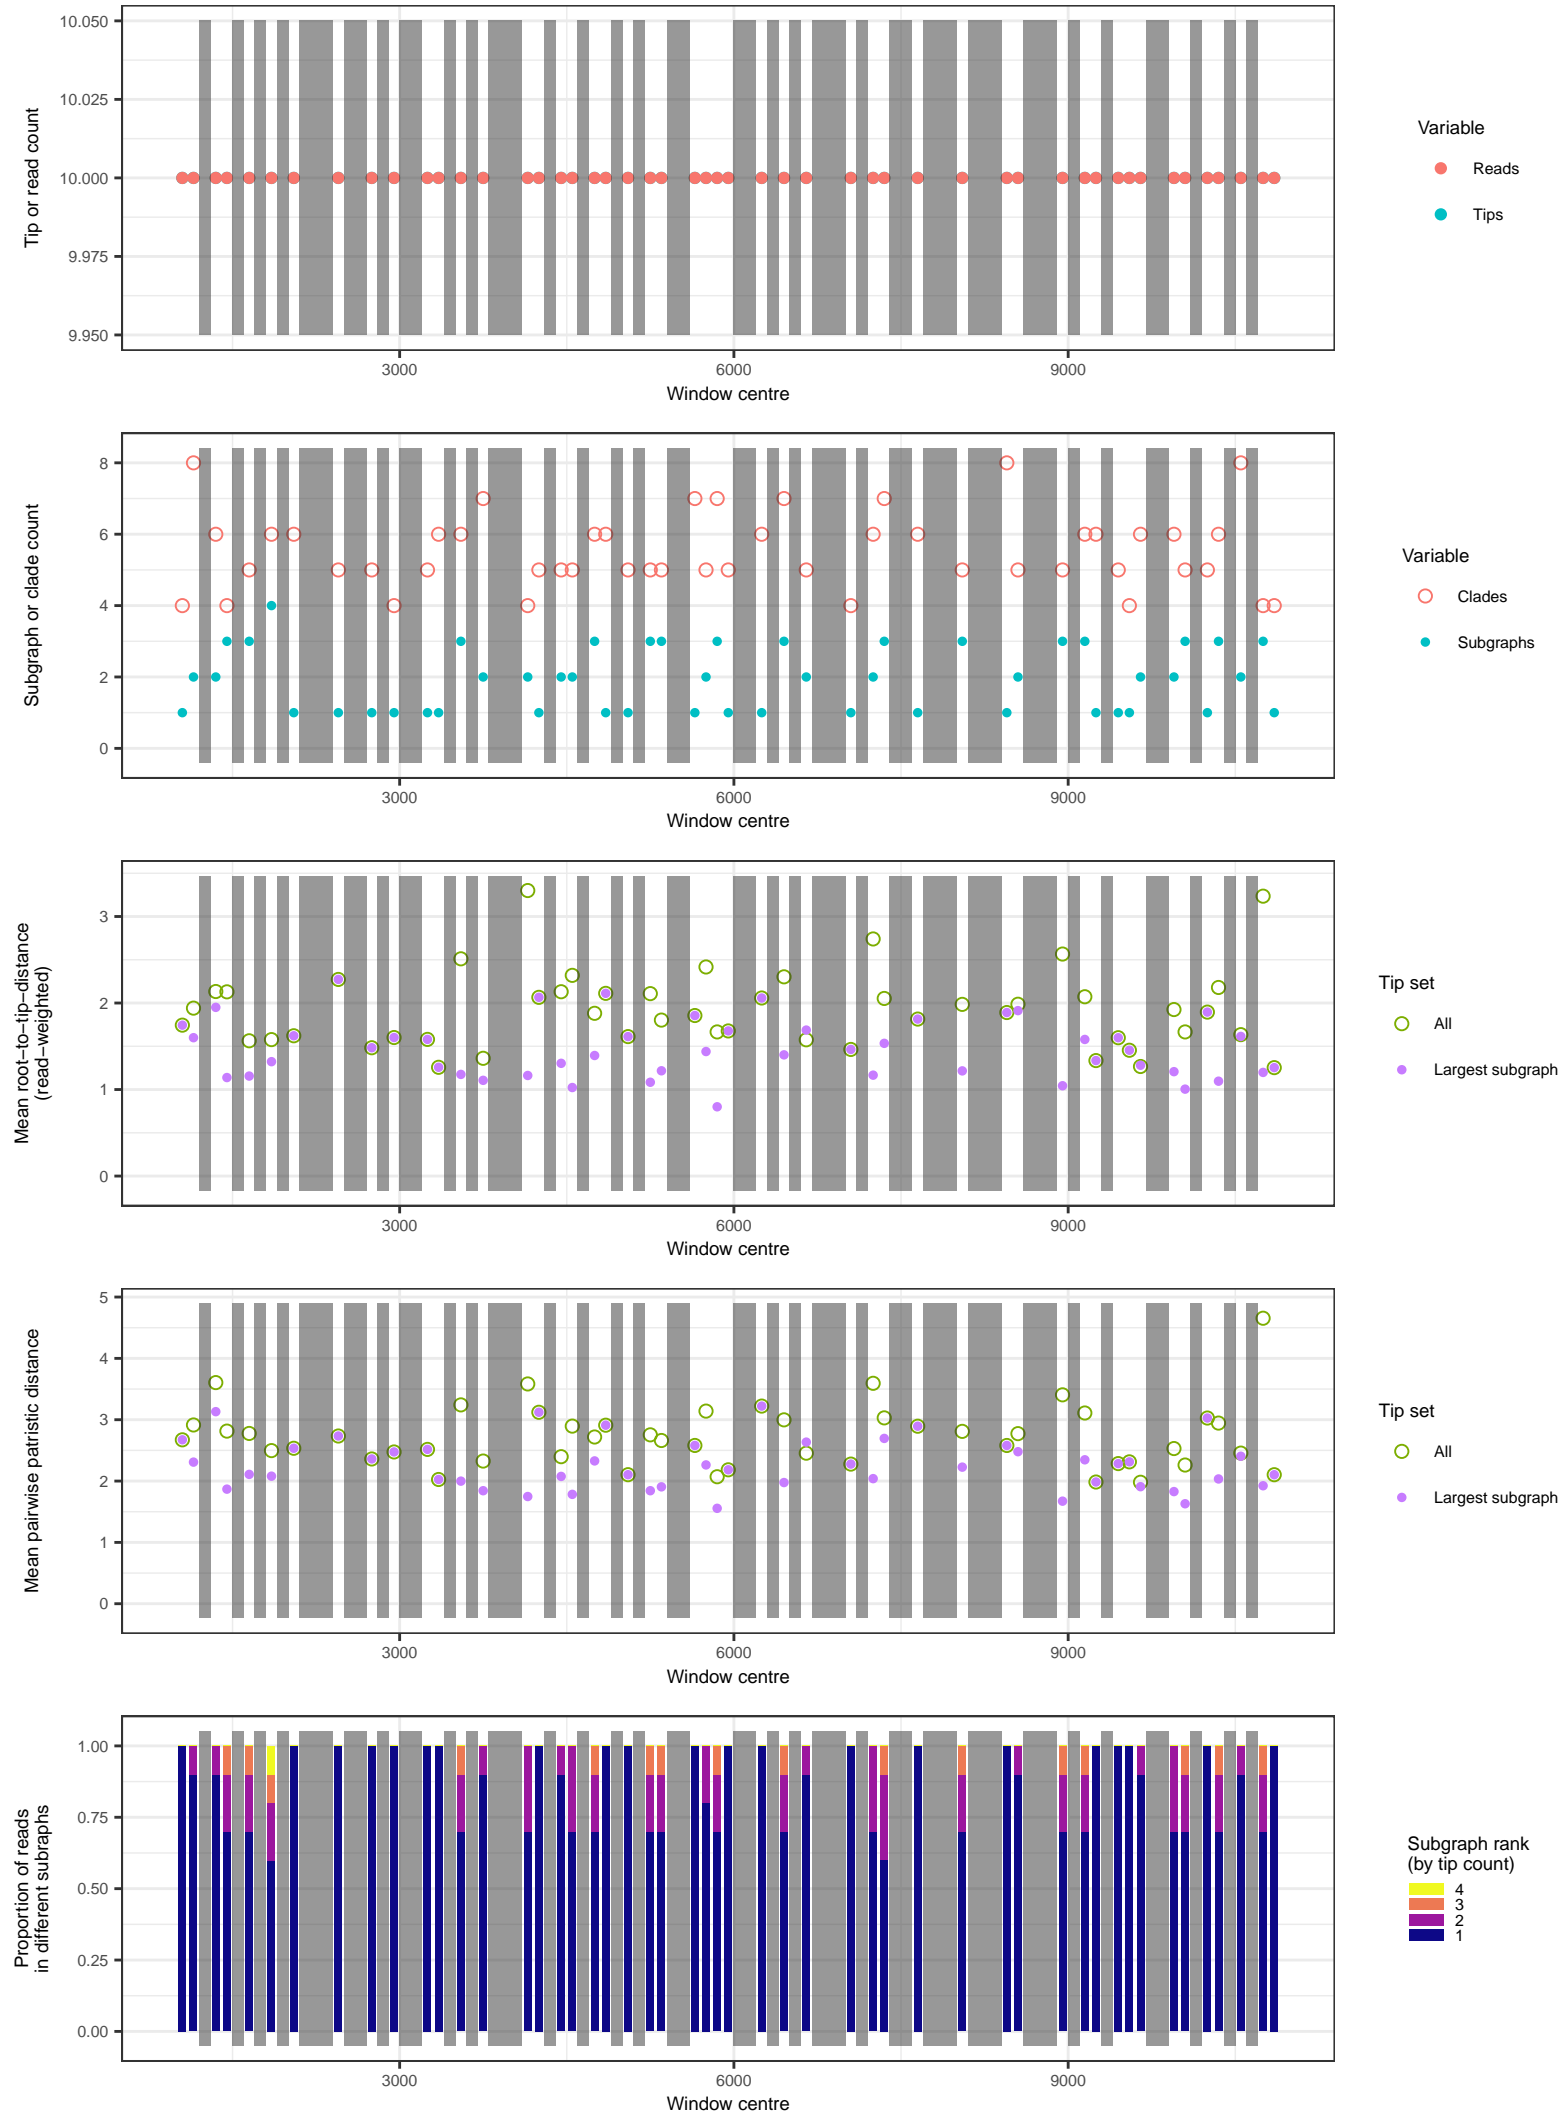 10.050
10.025
10.000
9.975
9.950
Tip or read count
3000 6000 9000
Window centre
Variable
Reads
Tips
8
6
4
2
0
Subgraph or clade count
3000 6000 9000
Window centre
Variable
Clades
Subgraphs
3
2
1
0
Mean root−to−tip−distance
(read−weighted)
3000 6000 9000
Window centre
Tip set
All
Largest subgraph
5
4
3
2
1
0
Mean pairwise patristic distance
3000 6000 9000
Window centre
Tip set
All
Largest subgraph
1.00
0.75
0.50
0.25
0.00
Proportion of reads
in different subraphs
3000 6000 9000
Window centre
Subgraph rank
(by tip count)
4
3
2
1